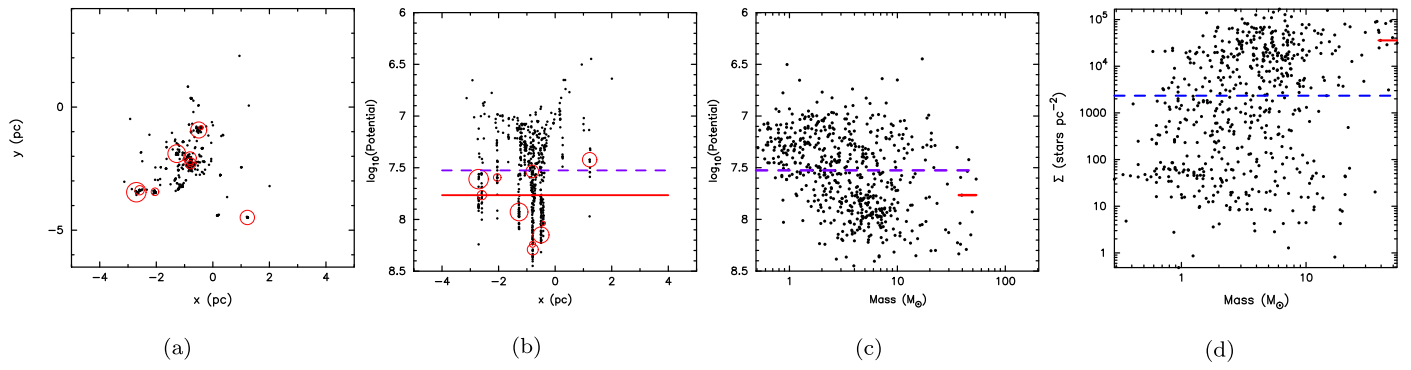 0
−5
y (pc)
−4
−2
0
2
4
x (pc)
(a)
6
6.5
7
7.5
8
8.5
log₁₀(Potential)
−4
−2
0
2
4
x (pc)
(b)
6
6.5
7
7.5
8
8.5
log₁₀(Potential)
1
10
100
Mass (M⊙)
(c)
10⁵
10⁴
1000
100
10
1
Σ (stars pc⁻²)
1
10
Mass (M⊙)
(d)